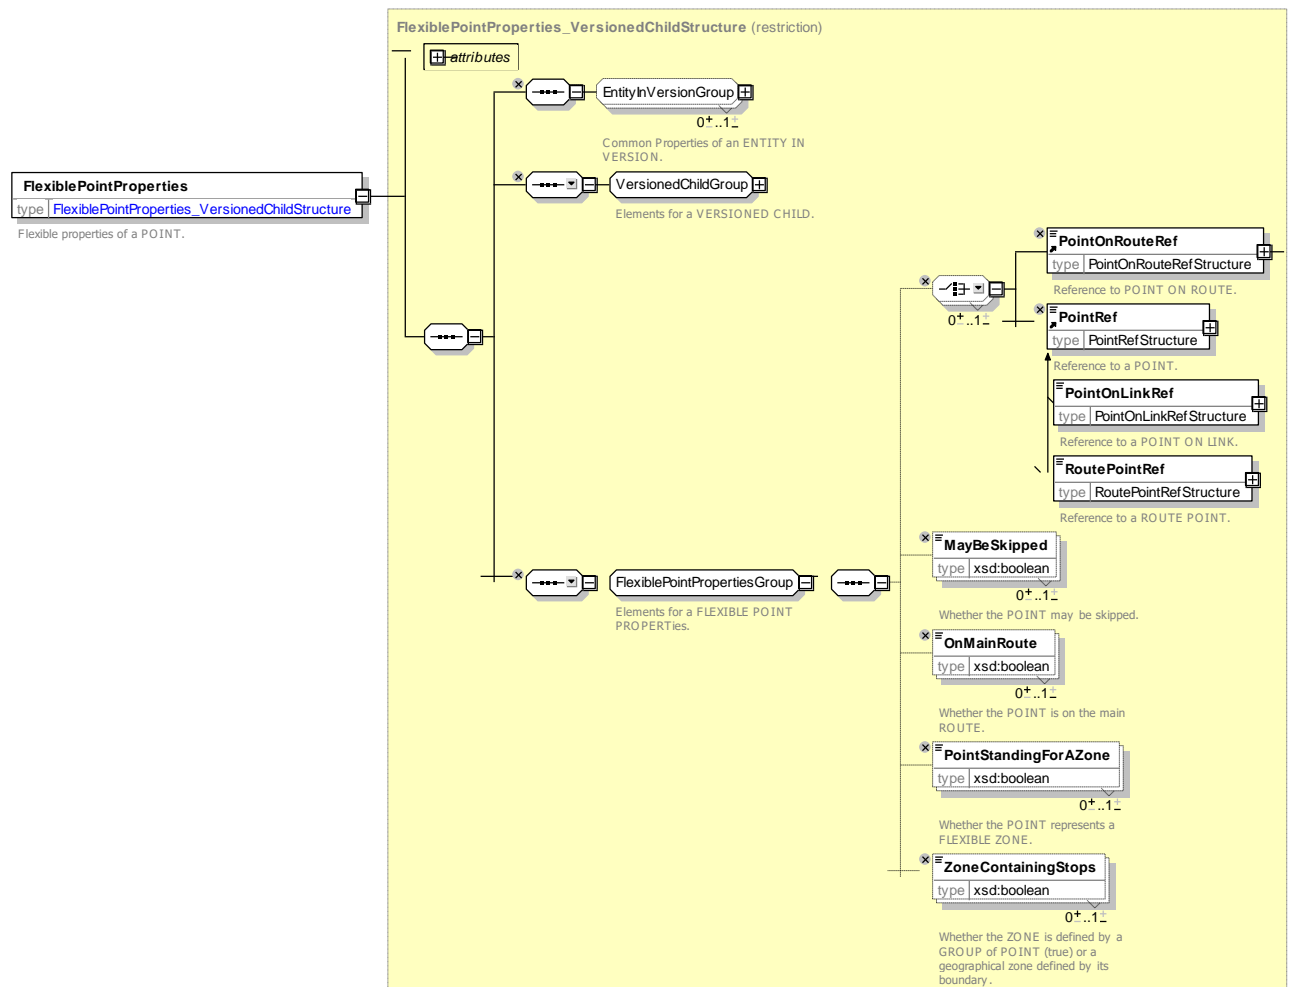 FlexiblePointProperties_VersionedChildStructure (restriction)
attributes
EntityInVersionGroup
0..1
Common Properties of an ENTITY IN
VERSION.
FlexiblePointProperties
type FlexiblePointProperties_VersionedChildStructure
Flexible properties of a POINT.
VersionedChildGroup
Elements for a VERSIONED CHILD.
PointOnRouteRef
type PointOnRouteRefStructure
Reference to POINT ON ROUTE.
0..1
PointRef
type PointRefStructure
Reference to a POINT.
PointOnLinkRef
type PointOnLinkRefStructure
Reference to a POINT ON LINK.
RoutePointRef
type RoutePointRefStructure
Reference to a ROUTE POINT.
FlexiblePointPropertiesGroup
Elements for a FLEXIBLE POINT
PROPERTies.
MayBeSkipped
type xsd:boolean
0..1
Whether the POINT may be skipped.
OnMainRoute
type xsd:boolean
0..1
Whether the POINT is on the main
ROUTE.
PointStandingForAZone
type xsd:boolean
0..1
Whether the POINT represents a
FLEXIBLE ZONE.
ZoneContainingStops
type xsd:boolean
0..1
Whether the ZONE is defined by a
GROUP of POINT (true) or a
geographical zone defined by its
boundary.